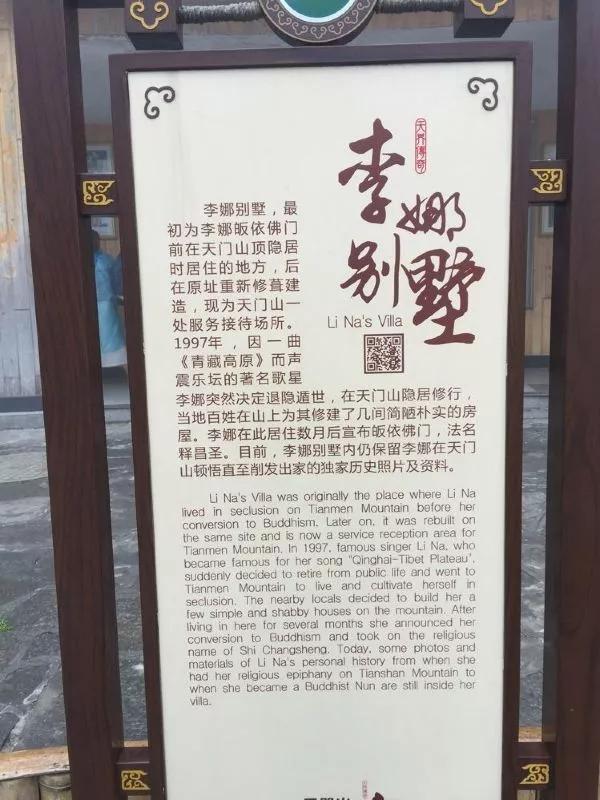 天界传奇
李娜
别墅
Li Na's Villa
李娜别墅，最
初为李娜皈依佛门
前在天门山顶隐居
时居住的地方，后
在原址重新修葺建
造，现为天门山一
处服务接待场所。
1997年，因一曲
《青藏高原》而声
震乐坛的著名歌星
李娜突然决定退隐遁世，在天门山隐居修行，
当地百姓在山上为其修建了几间简陋朴实的房
屋。李娜在此居住数月后宣布皈依佛门，法名
释昌圣。目前，李娜别墅内仍保留李娜在天门
山顿悟直至削发出家的独家历史照片及资料。
Li Na's Villa was originally the place where Li Na
lived in seclusion on Tianmen Mountain before her
conversion to Buddhism. Later on, it was rebuilt on
the same site and is now a service reception area for
Tianmen Mountain. In 1997, famous singer Li Na, who
became famous for her song "Qinghai-Tibet Plateau",
suddenly decided to retire from public life and went to
Tianmen Mountain to live and cultivate herself in
seclusion. The nearby locals decided to build her a
few simple and shabby houses on the mountain. After
living in here for several months she announced her
conversion to Buddhism and took on the religious
name of Shi Changsheng. Today, some photos and
materials of Li Na's personal history from when she
had her religious epiphany on Tianshan Mountain to
when she became a Buddhist Nun are still inside her
villa.